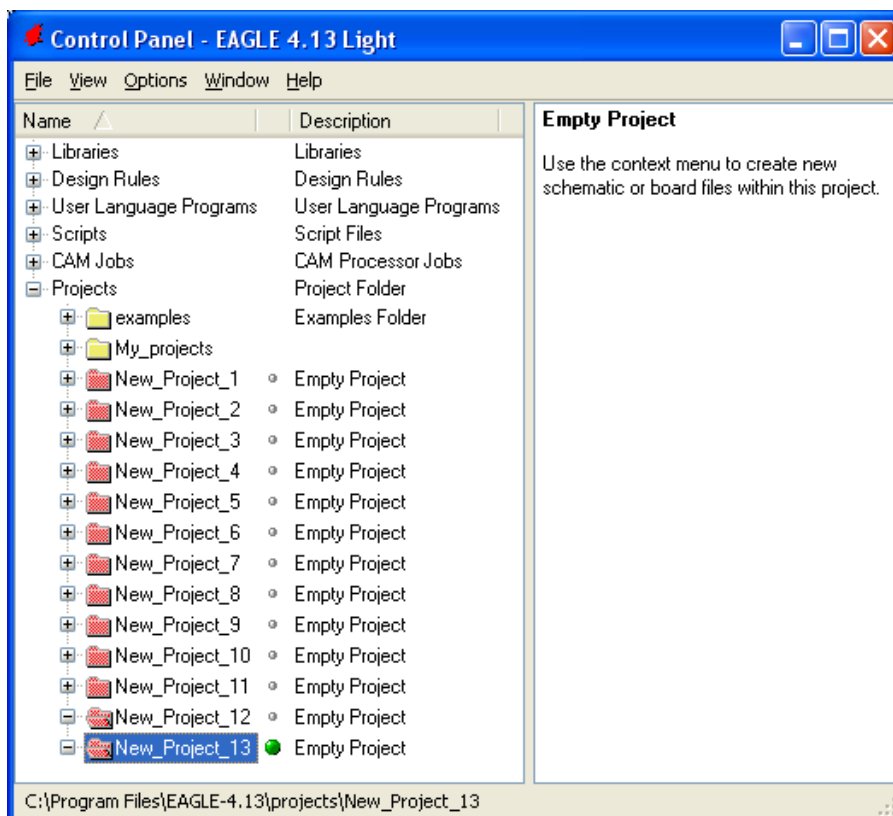 Control Panel - EAGLE 4.13 Light
File View Options Window Help
Name Description
Libraries Libraries
Design Rules Design Rules
User Language Programs User Language Programs
Scripts Script Files
CAM Jobs CAM Processor Jobs
Projects Project Folder
examples Examples Folder
My_projects
New_Project_1 Empty Project
New_Project_2 Empty Project
New_Project_3 Empty Project
New_Project_4 Empty Project
New_Project_5 Empty Project
New_Project_6 Empty Project
New_Project_7 Empty Project
New_Project_8 Empty Project
New_Project_9 Empty Project
New_Project_10 Empty Project
New_Project_11 Empty Project
New_Project_12 Empty Project
New_Project_13 Empty Project
Empty Project
Use the context menu to create new
schematic or board files within this project.
C:\Program Files\EAGLE-4.13\projects\New_Project_13